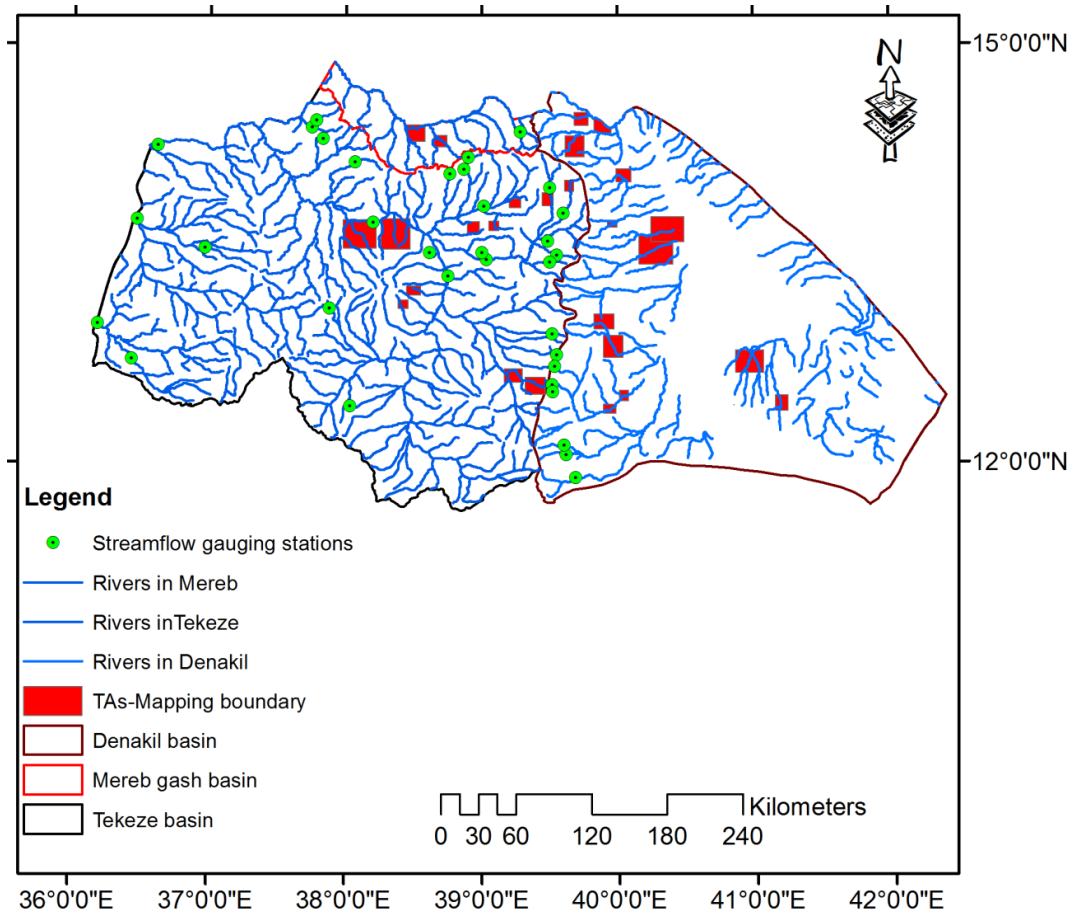 15°0'0"N
N
12°0'0"N
Legend
Streamflow gauging stations
Rivers in Mereb
Rivers inTekeze
Rivers in Denakil
TAs-Mapping boundary
Denakil basin
Mereb gash basin
Tekeze basin
Kilometers
0 30 60 120 180 240
36°0'0"E 37°0'0"E 38°0'0"E 39°0'0"E 40°0'0"E 41°0'0"E 42°0'0"E